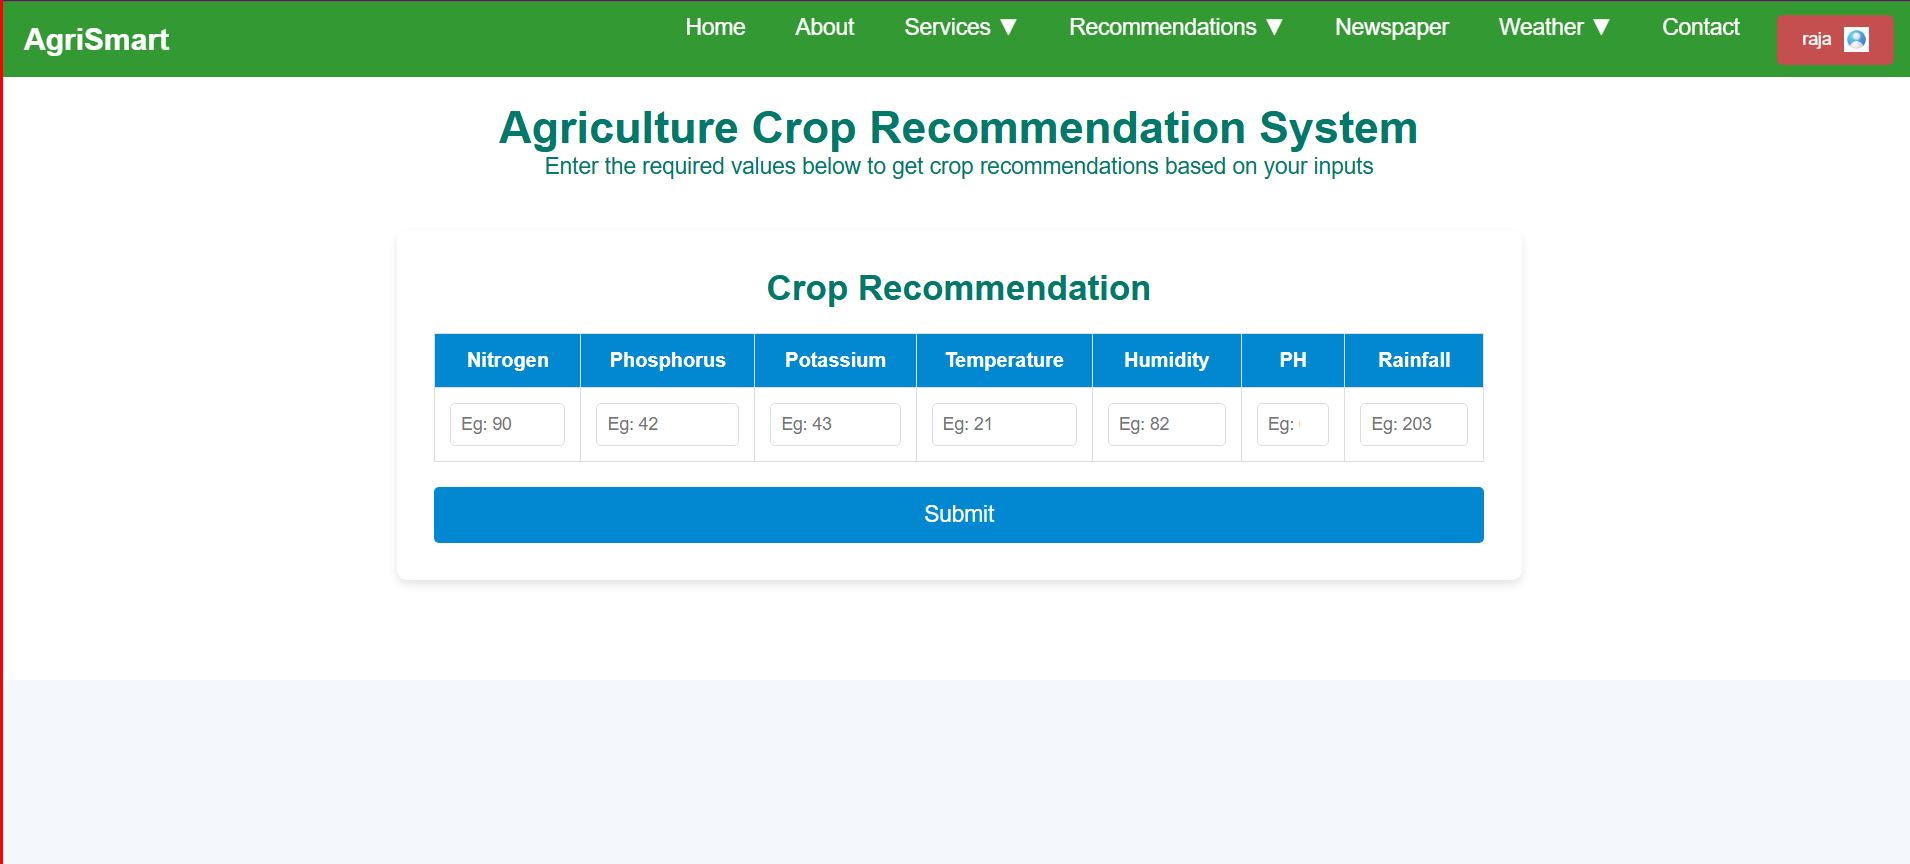 AgriSmart
Home About Services ▼ Recommendations ▼ Newspaper Weather ▼ Contact raja
Agriculture Crop Recommendation System
Enter the required values below to get crop recommendations based on your inputs
Crop Recommendation
Nitrogen Phosphorus Potassium Temperature Humidity PH Rainfall
Eg: 90 Eg: 42 Eg: 43 Eg: 21 Eg: 82 Eg: Eg: 203
Submit